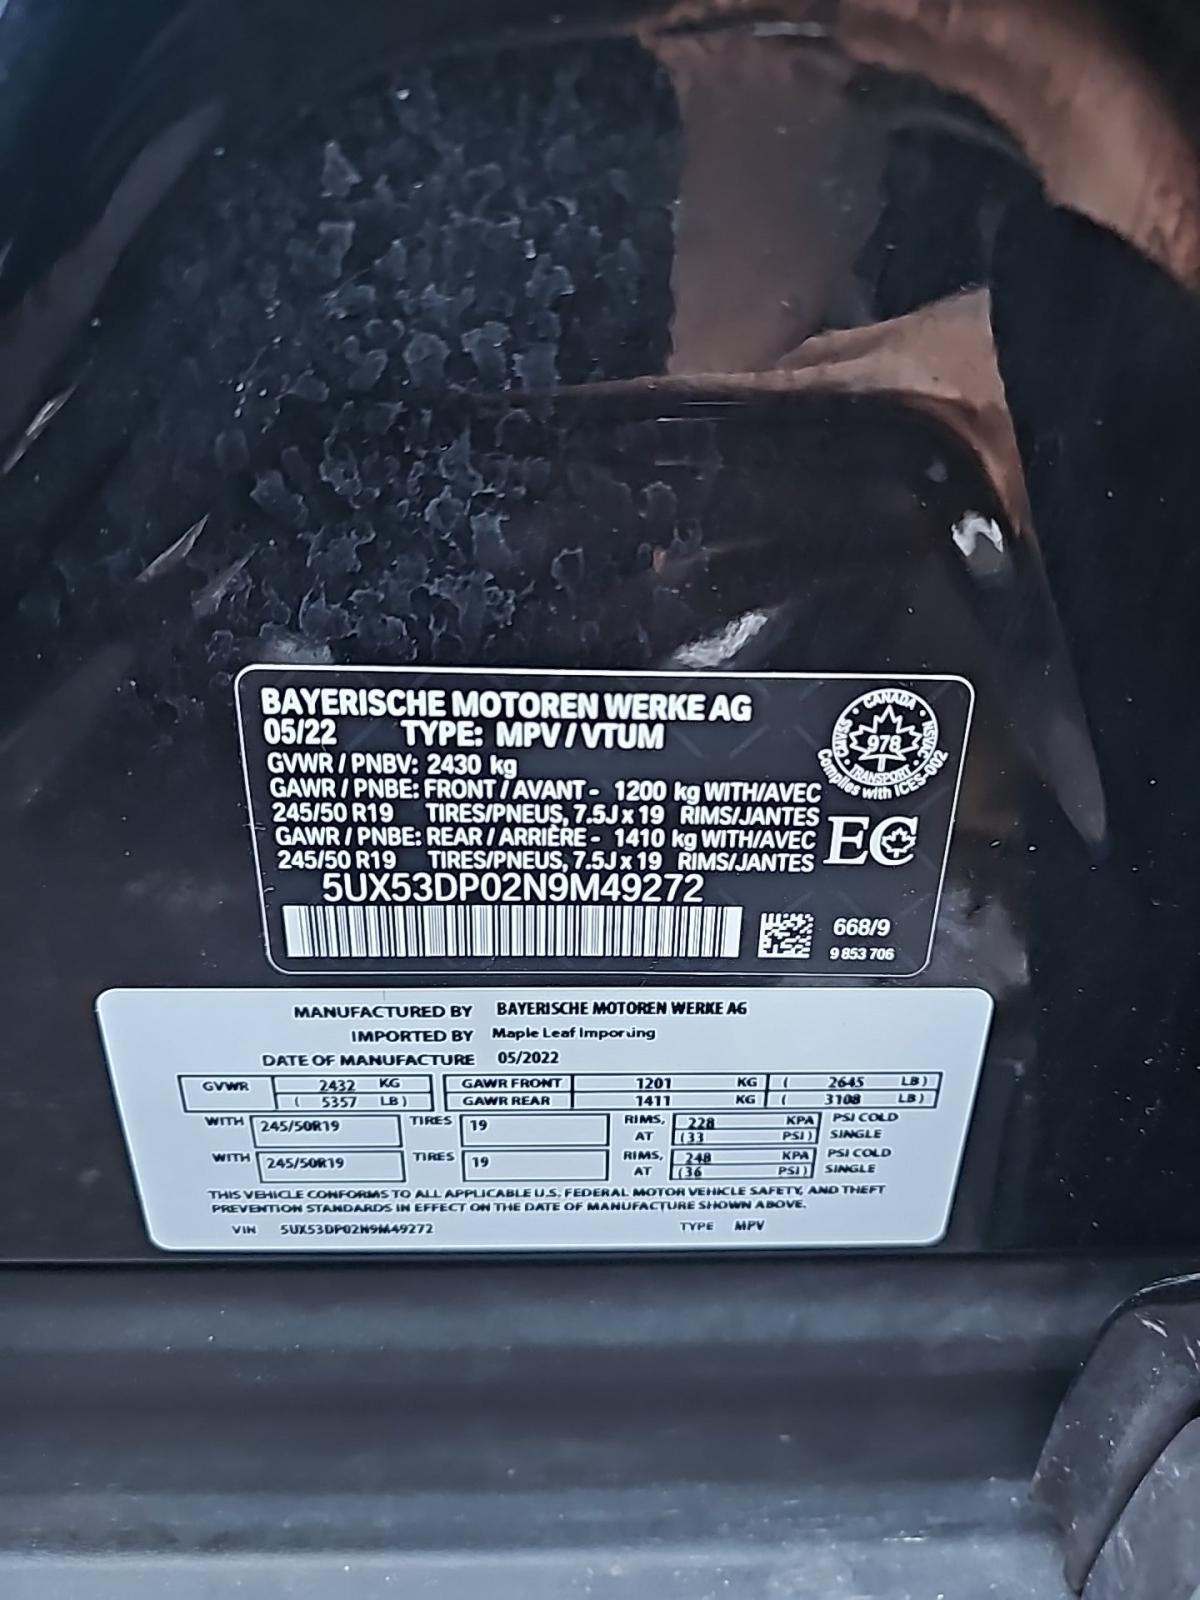 BAYERISCHE MOTOREN WERKE AG
05/22 TYPE: MPV / VTUM
GVWR / PNBV: 2430 kg
GAWR / PNBE: FRONT / AVANT - 1200 kg WITH/AVEC
245/50 R19 TIRES/PNEUS, 7.5J x 19 RIMS/JANTES
GAWR / PNBE: REAR / ARRIÈRE - 1410 kg WITH/AVEC
245/50 R19 TIRES/PNEUS, 7.5J x 19 RIMS/JANTES
5UX53DP02N9M49272
CANADA
CMVSS NSVAC
978
TRANSPORT
Complies with ICES-002
EC
668/9
9 853 706
MANUFACTURED BY BAYERISCHE MOTOREN WERKE AG
IMPORTED BY Maple Leaf Importing
DATE OF MANUFACTURE 05/2022
GVWR 2432 KG GAWR FRONT 1201 KG ( 2645 LB )
( 5357 LB ) GAWR REAR 1411 KG ( 3108 LB )
WITH 245/50R19 TIRES 19 RIMS, 228 KPA PSI COLD
AT (33 PSI) SINGLE
WITH 245/50R19 TIRES 19 RIMS, 248 KPA PSI COLD
AT (36 PSI) SINGLE
THIS VEHICLE CONFORMS TO ALL APPLICABLE U.S. FEDERAL MOTOR VEHICLE SAFETY, AND THEFT
PREVENTION STANDARDS IN EFFECT ON THE DATE OF MANUFACTURE SHOWN ABOVE.
VIN 5UX53DP02N9M49272 TYPE MPV